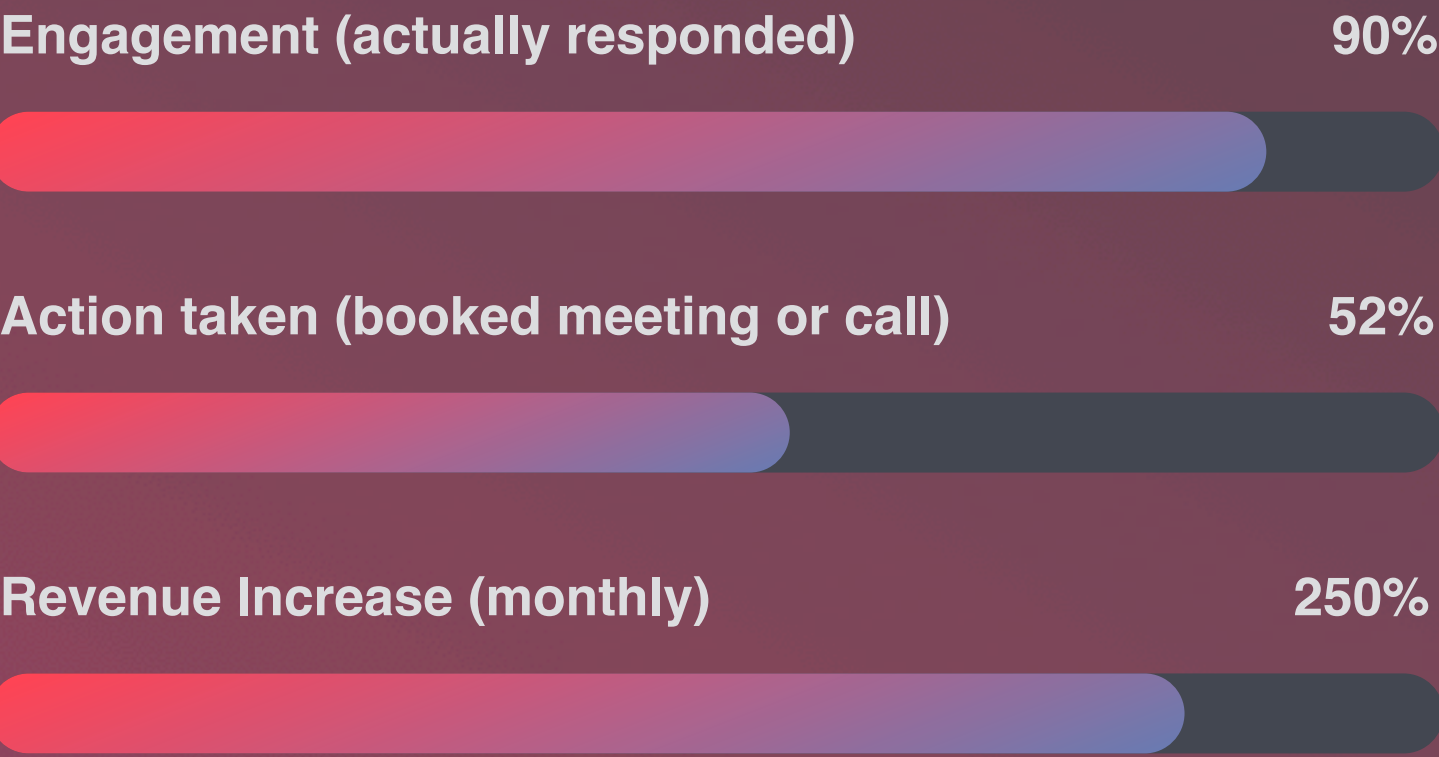 Engagement (actually responded) 90%
Action taken (booked meeting or call) 52%
Revenue Increase (monthly) 250%